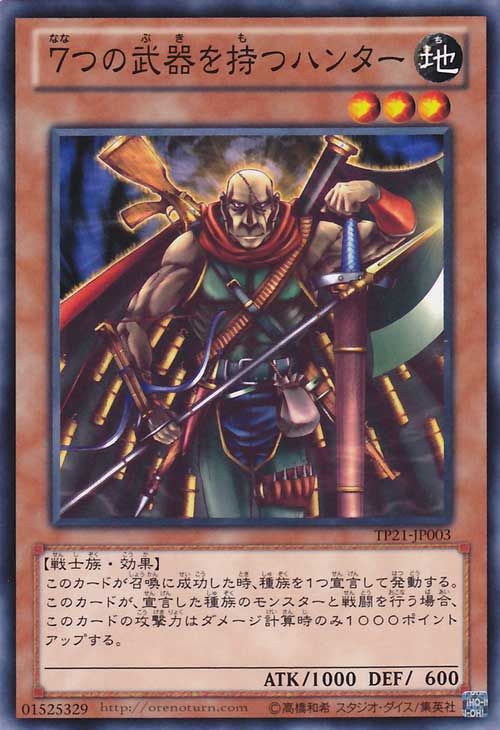 7つの武器を持つハンター
地
TP21-JP003
【戦士族・効果】
このカードが召喚に成功した時、種族を1つ宣言して発動する。
このカードが、宣言した種族のモンスターと戦闘を行う場合、
このカードの攻撃力はダメージ計算時のみ1000ポイント
アップする。
ATK/1000 DEF/ 600
01525329 http://orenoturn.com ©高橋和希 スタジオ・ダイス/集英社